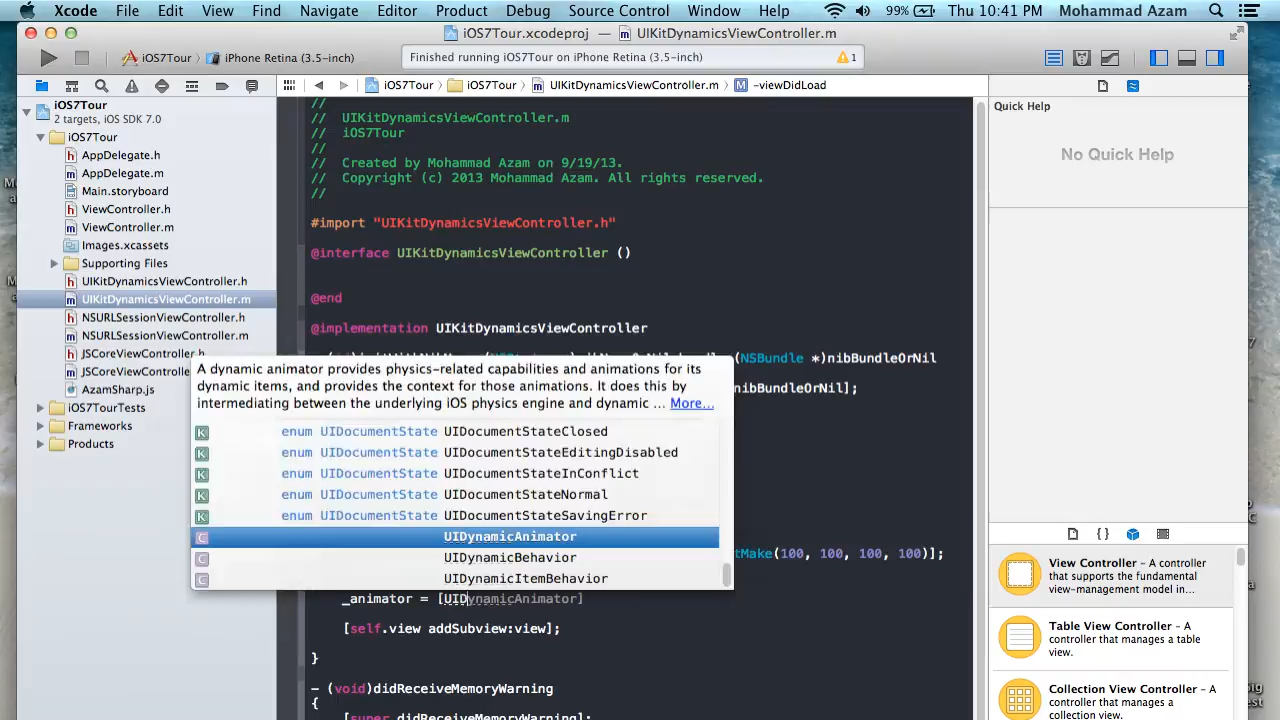 Xcode File Edit View Find Navigate Editor Product Debug Source Control Window Help 99% Thu 10:41 PM Mohammad Azam
iOS7Tour.xcodeproj — UIKitDynamicsViewController.m
iOS7Tour iPhone Retina (3.5-inch) Finished running iOS7Tour on iPhone Retina (3.5-inch) 1
iOS7Tour iOS7Tour UIKitDynamicsViewController.m -viewDidLoad
iOS7Tour
2 targets, iOS SDK 7.0
iOS7Tour
AppDelegate.h
AppDelegate.m
Main.storyboard
ViewController.h
ViewController.m
Images.xcassets
Supporting Files
UIKitDynamicsViewController.h
UIKitDynamicsViewController.m
NSURLSessionViewController.h
NSURLSessionViewController.m
JSCoreViewController.h
JSCoreViewController.m
AzamSharp.js
iOS7TourTests
Frameworks
Products
//
// UIKitDynamicsViewController.m
// iOS7Tour
//
// Created by Mohammad Azam on 9/19/13.
// Copyright (c) 2013 Mohammad Azam. All rights reserved.
//
#import "UIKitDynamicsViewController.h"
@interface UIKitDynamicsViewController ()
@end
@implementation UIKitDynamicsViewController
(NSBundle *)nibBundleOrNil
nibBundleOrNil];
A dynamic animator provides physics-related capabilities and animations for its
dynamic items, and provides the context for those animations. It does this by
intermediating between the underlying iOS physics engine and dynamic ... More...
K enum UIDocumentState UIDocumentStateClosed
K enum UIDocumentState UIDocumentStateEditingDisabled
K enum UIDocumentState UIDocumentStateInConflict
K enum UIDocumentState UIDocumentStateNormal
K enum UIDocumentState UIDocumentStateSavingError
C UIDynamicAnimator
C UIDynamicBehavior
C UIDynamicItemBehavior
tMake(100, 100, 100, 100)];
_animator = [UIDynamicAnimator]
[self.view addSubview:view];
}
- (void)didReceiveMemoryWarning
{
[super didReceiveMemoryWarning];
Quick Help
No Quick Help
View Controller – A controller
that supports the fundamental
view-management model in...
Table View Controller – A
controller that manages a table
view.
Collection View Controller – A
controller that manages a
collection view.